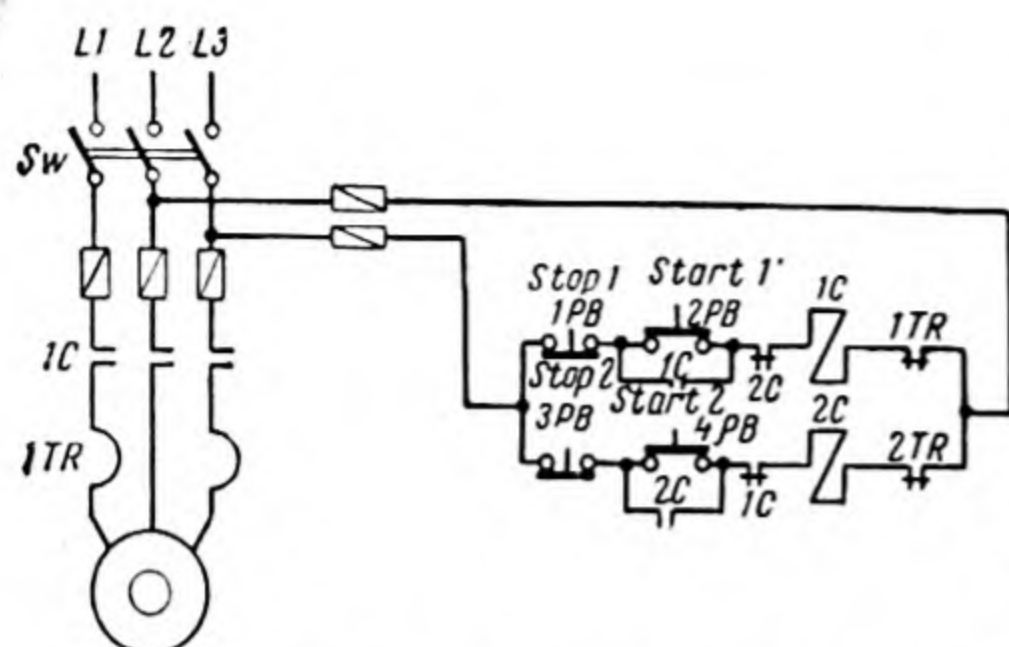 L1 L2 L3
Sw
1C
1TR
Stop 1
1PB
Start 1
2PB
1C
2C
1C
1TR
Stop 2
3PB
Start 2
4PB
2C
1C
2C
2TR